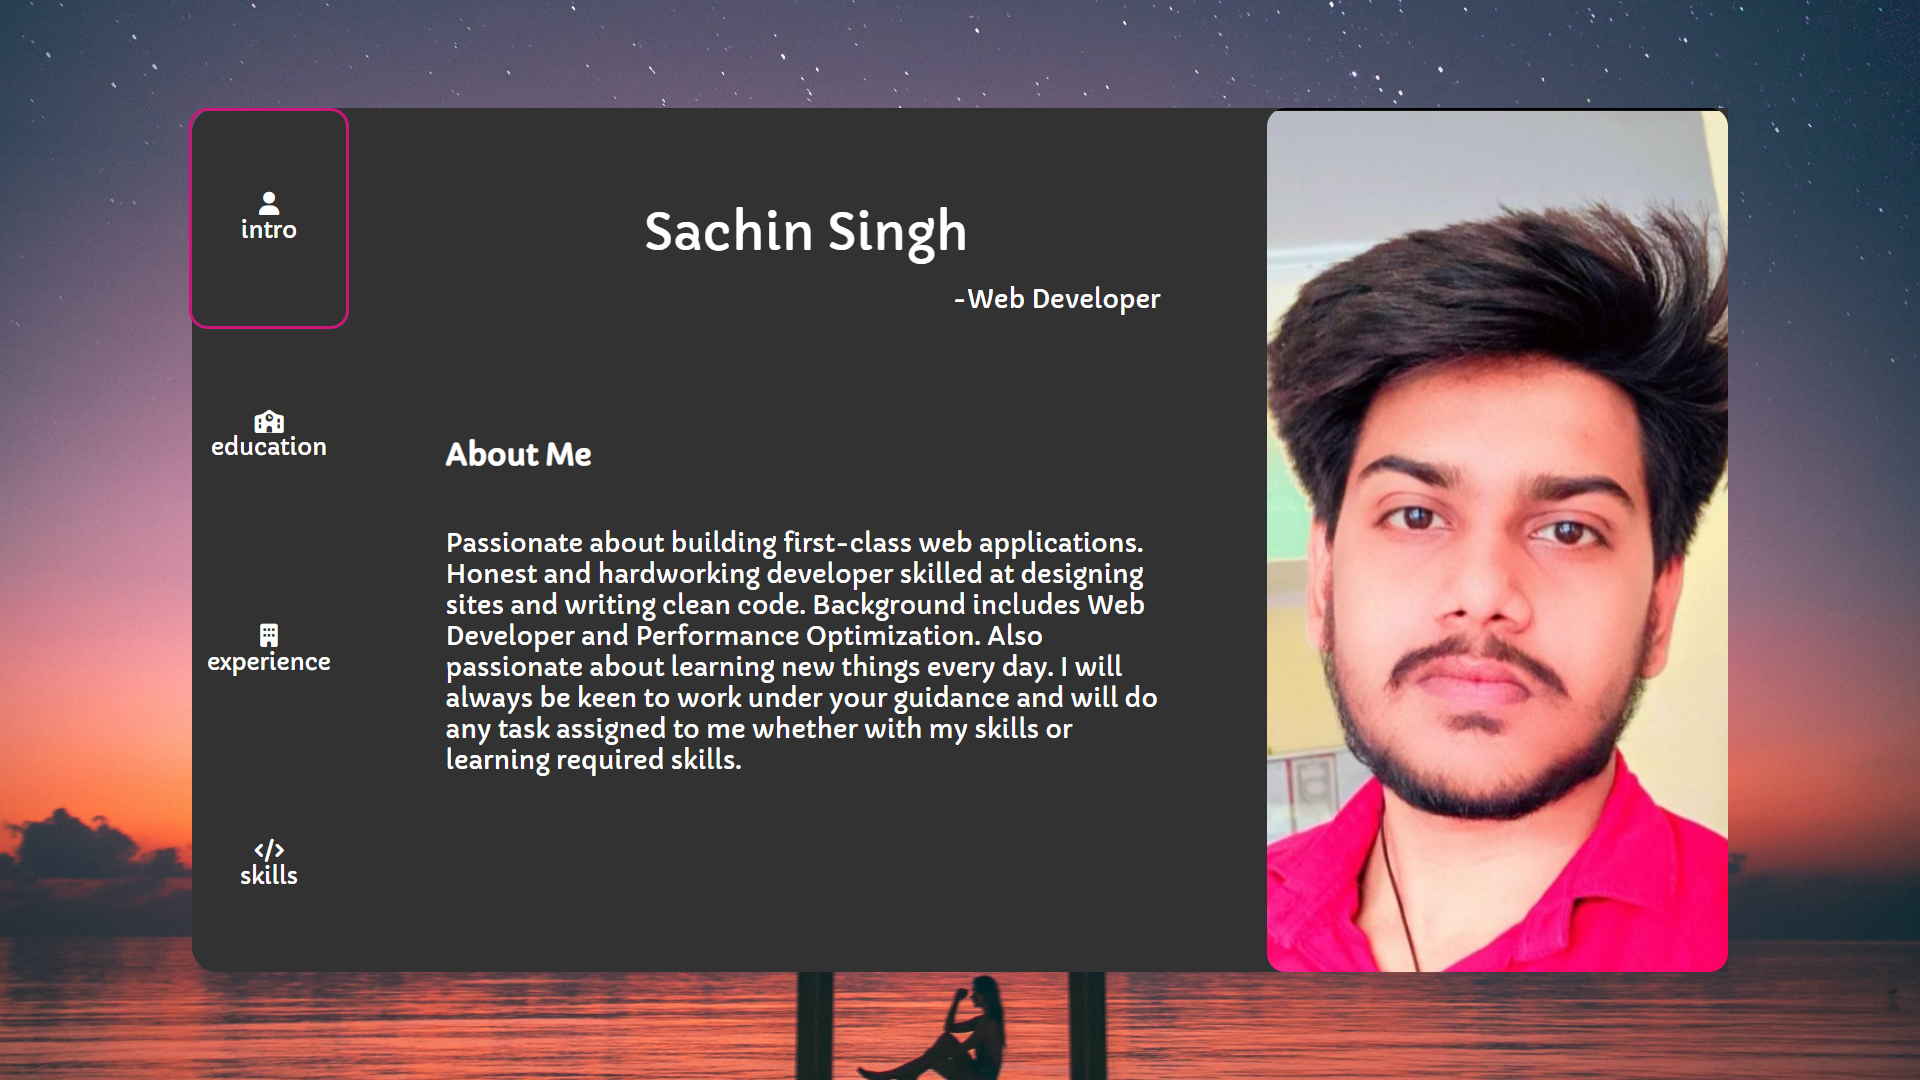 intro
education
experience
skills
Sachin Singh
-Web Developer
About Me
Passionate about building first-class web applications.
Honest and hardworking developer skilled at designing
sites and writing clean code. Background includes Web
Developer and Performance Optimization. Also
passionate about learning new things every day. I will
always be keen to work under your guidance and will do
any task assigned to me whether with my skills or
learning required skills.